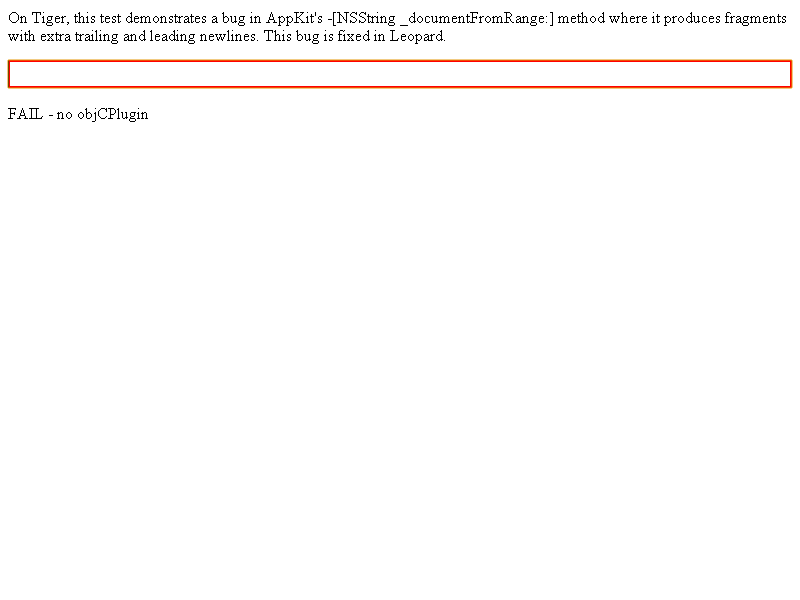 On Tiger, this test demonstrates a bug in AppKit's -[NSString _documentFromRange:] method where it produces fragments
with extra trailing and leading newlines. This bug is fixed in Leopard.
FAIL - no objCPlugin